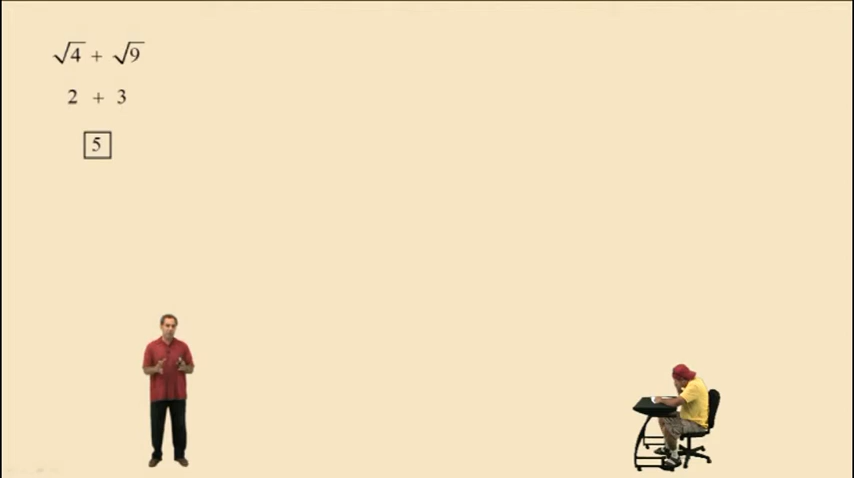 √4 + √9
2 + 3
5